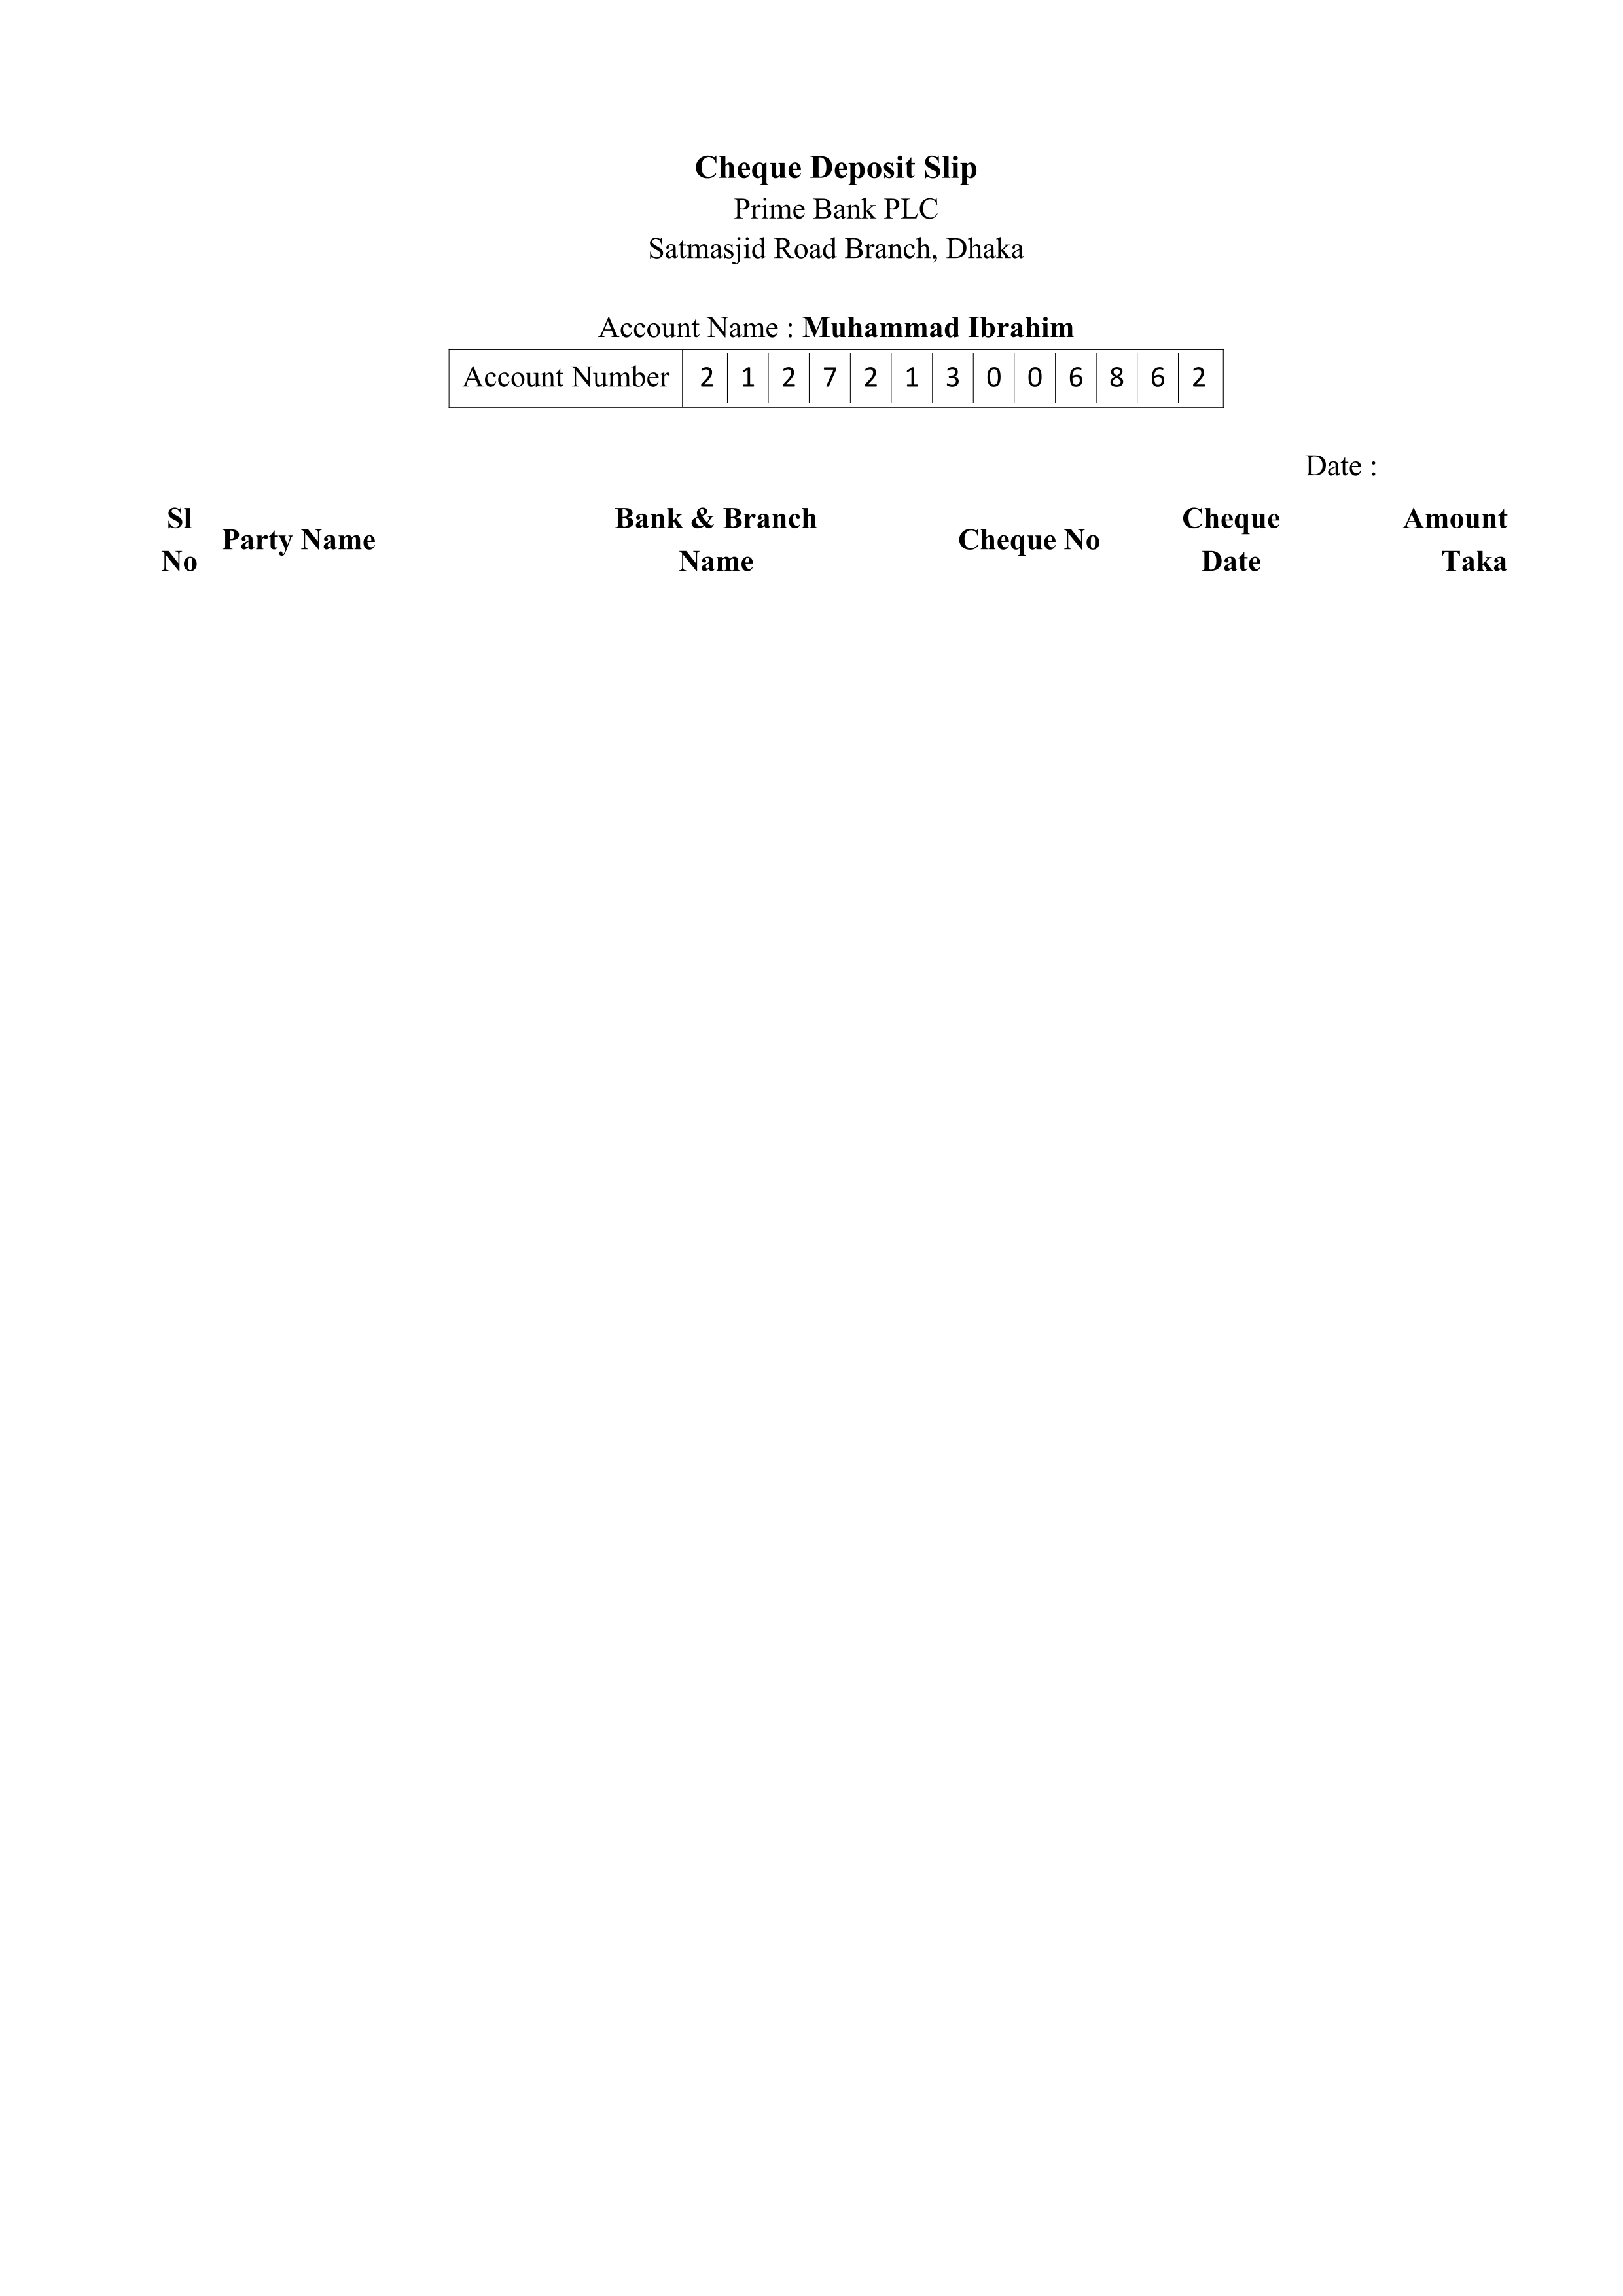 Cheque Deposit Slip
Prime Bank PLC
Satmasjid Road Branch, Dhaka
Account Name : Muhammad Ibrahim
Account Number 2 1 2 7 2 1 3 0 0 6 8 6 2
Date :
Sl No Party Name Bank & Branch Name Cheque No Cheque Date Amount Taka